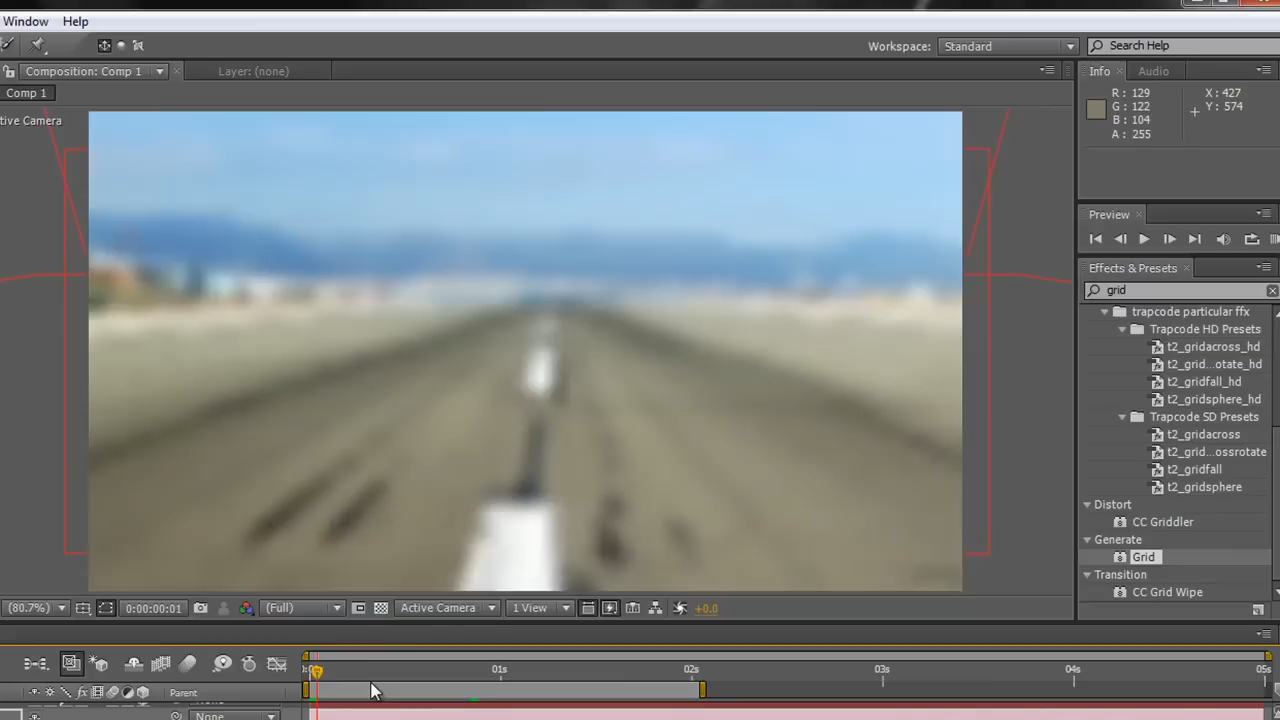 Window Help
Workspace: Standard Search Help
Composition: Comp 1 Layer: (none)
Info Audio
Comp 1
tive Camera
R : 129
G : 122
B : 104
A : 255
X : 427
Y : 574
Preview
Effects & Presets
grid
trapcode particular ffx
Trapcode HD Presets
t2_gridacross_hd
t2_grid...otate_hd
t2_gridfall_hd
t2_gridsphere_hd
Trapcode SD Presets
t2_gridacross
t2_grid...ossrotate
t2_gridfall
t2_gridsphere
Distort
CC Griddler
Generate
Grid
Transition
CC Grid Wipe
(80.7%) 0:00:00:01 (Full) Active Camera 1 View +0.0
01s 02s 03s 04s 05s
Parent
None